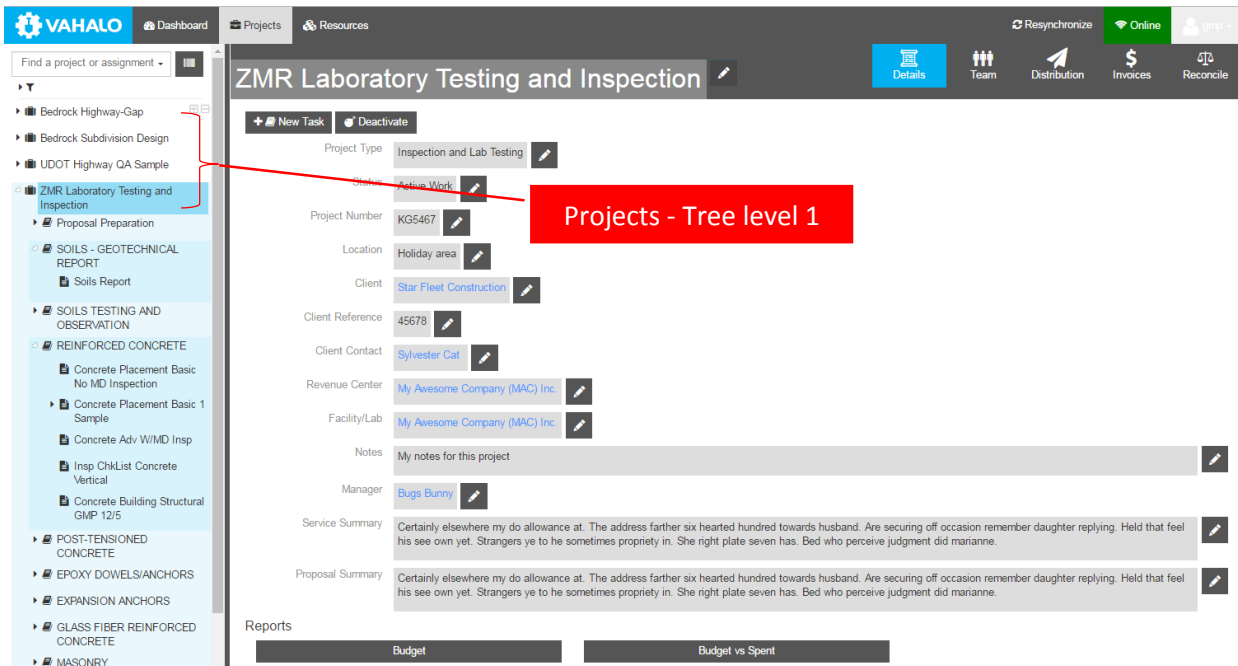 VAHALO
Dashboard
Projects
Resources
Resynchronize
Online
gmp
Find a project or assignment
Bedrock Highway-Gap
Bedrock Subdivision Design
UDOT Highway QA Sample
ZMR Laboratory Testing and
Inspection
Proposal Preparation
SOILS - GEOTECHNICAL
REPORT
Soils Report
SOILS TESTING AND
OBSERVATION
REINFORCED CONCRETE
Concrete Placement Basic
No MD Inspection
Concrete Placement Basic 1
Sample
Concrete Adv W/MD Insp
Insp ChkList Concrete
Vertical
Concrete Building Structural
GMP 12/5
POST-TENSIONED
CONCRETE
EPOXY DOWELS/ANCHORS
EXPANSION ANCHORS
GLASS FIBER REINFORCED
CONCRETE
MASONRY
ZMR Laboratory Testing and Inspection
Details
Team
Distribution
Invoices
Reconcile
New Task
Deactivate
Project Type Inspection and Lab Testing
Status Active Work
Projects - Tree level 1
Project Number KG5467
Location Holiday area
Client Star Fleet Construction
Client Reference 45678
Client Contact Sylvester Cat
Revenue Center My Awesome Company (MAC) Inc.
Facility/Lab My Awesome Company (MAC) Inc.
Notes My notes for this project
Manager Bugs Bunny
Service Summary Certainly elsewhere my do allowance at. The address farther six hearted hundred towards husband. Are securing off occasion remember daughter replying. Held that feel
his see own yet. Strangers ye to he sometimes propriety in. She right plate seven has. Bed who perceive judgment did marianne.
Proposal Summary Certainly elsewhere my do allowance at. The address farther six hearted hundred towards husband. Are securing off occasion remember daughter replying. Held that feel
his see own yet. Strangers ye to he sometimes propriety in. She right plate seven has. Bed who perceive judgment did marianne.
Reports
Budget
Budget vs Spent